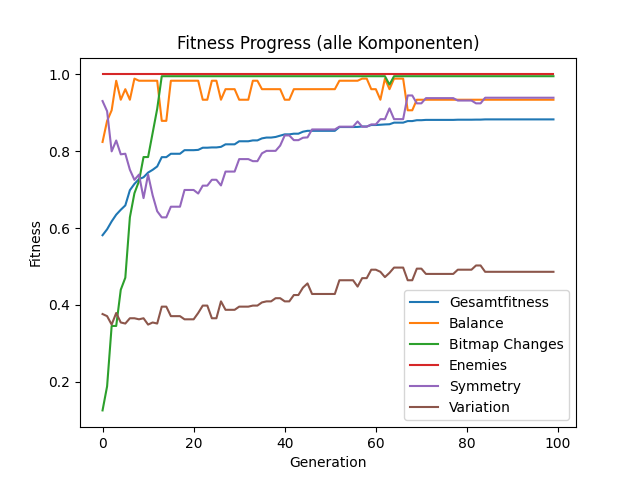 Fitness Progress (alle Komponenten)
1.0
0.8
0.6
0.4
0.2
Fitness
Gesamtfitness
Balance
Bitmap Changes
Enemies
Symmetry
Variation
0 20 40 60 80 100
Generation